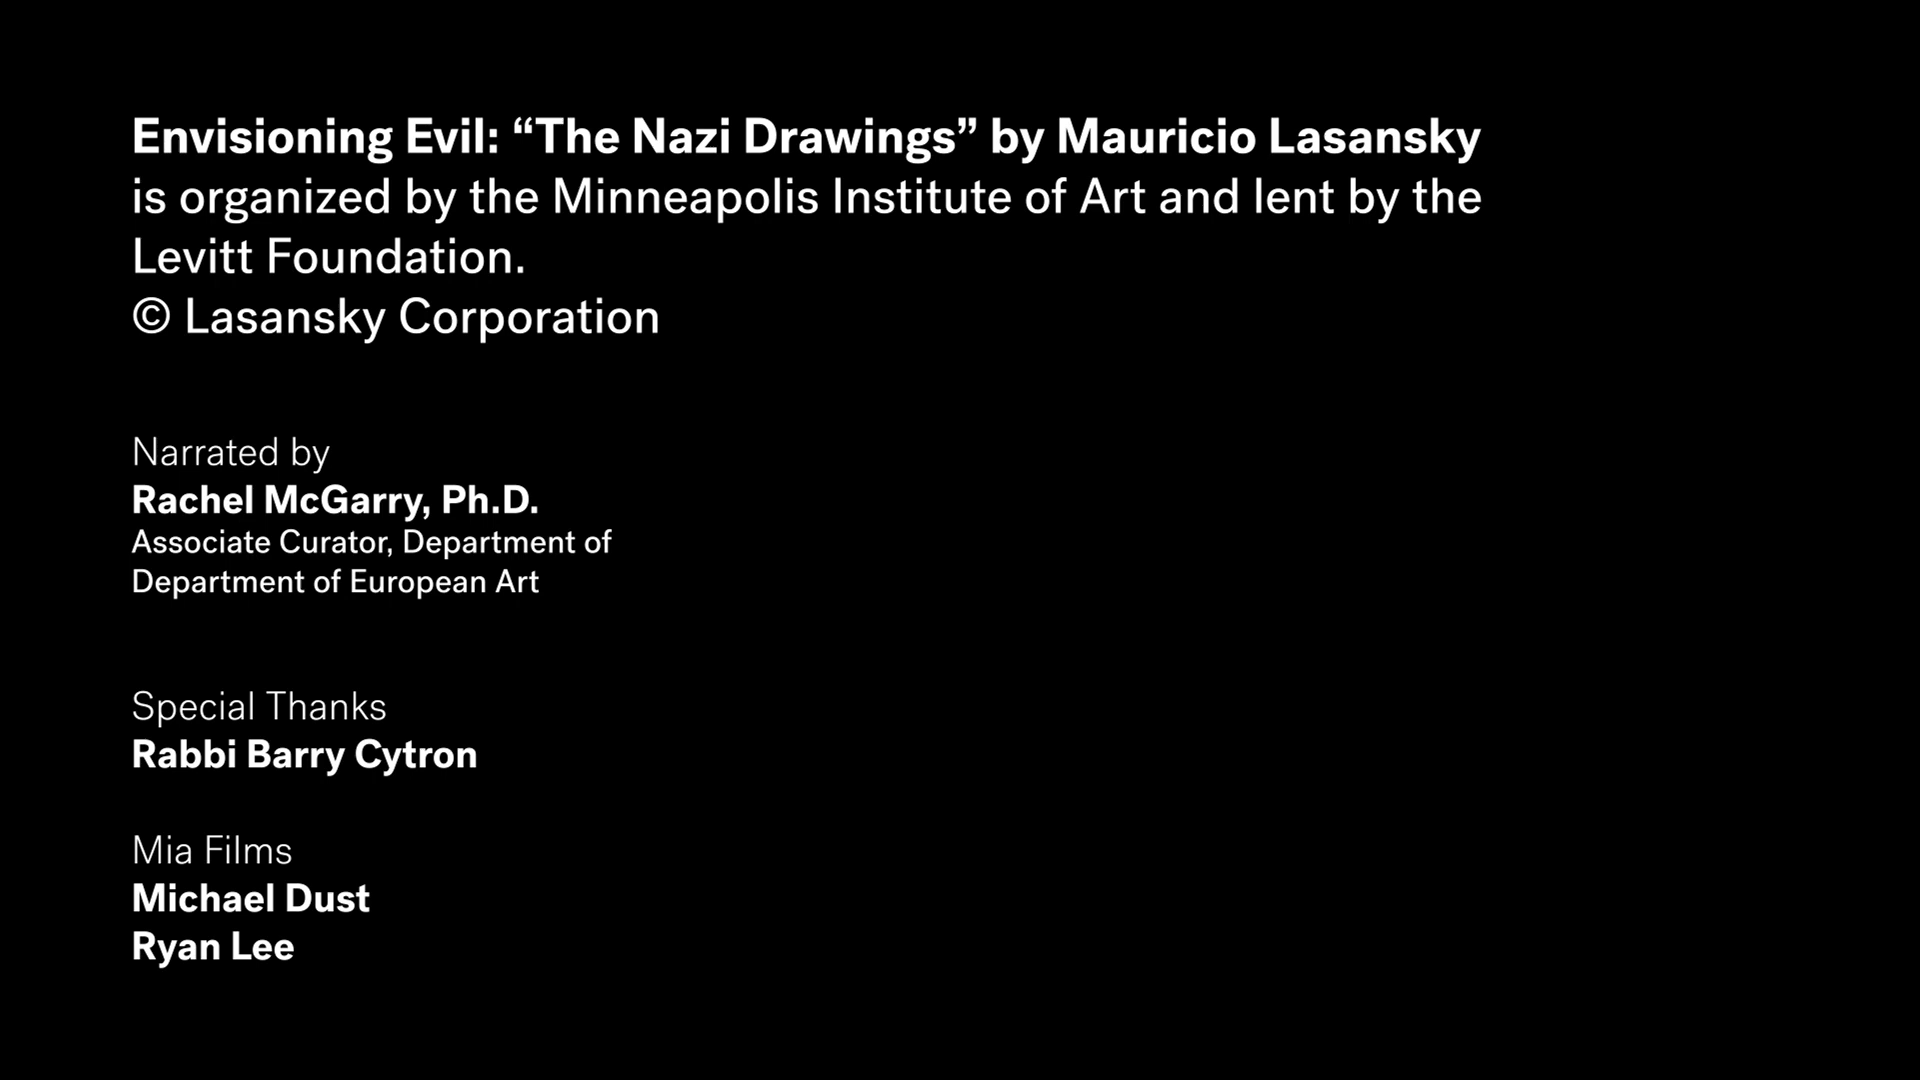 Envisioning Evil: “The Nazi Drawings” by Mauricio Lasansky
is organized by the Minneapolis Institute of Art and lent by the
Levitt Foundation.
© Lasansky Corporation
Narrated by
Rachel McGarry, Ph.D.
Associate Curator, Department of
Department of European Art
Special Thanks
Rabbi Barry Cytron
Mia Films
Michael Dust
Ryan Lee